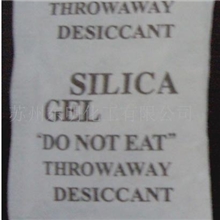 THROWAWAY
DESICCANT
SILICA
GEL
"DO NOT EAT"
THROWAWAY
DESICCANT